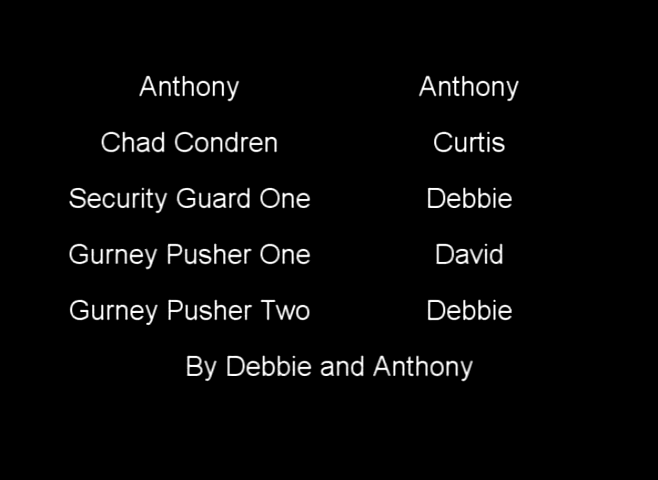 Anthony Anthony
Chad Condren Curtis
Security Guard One Debbie
Gurney Pusher One David
Gurney Pusher Two Debbie
By Debbie and Anthony